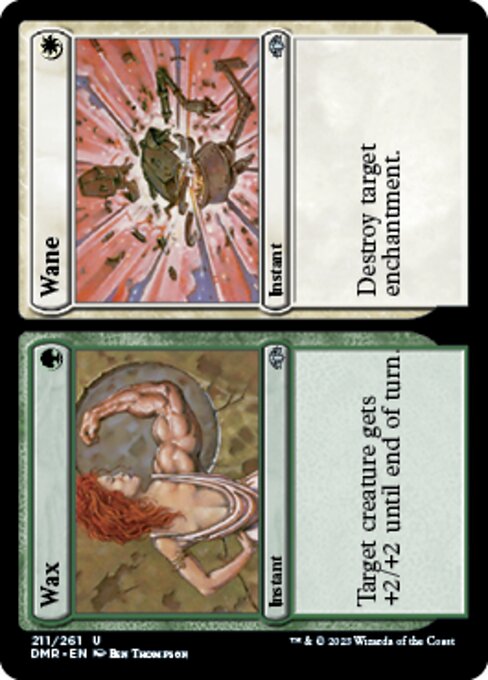 Wax
Instant
Target creature gets
+2/+2 until end of turn.
Wane
Instant
Destroy target
enchantment.
211/261 U
DMR • EN Ben Thompson
™ & © 2023 Wizards of the Coast